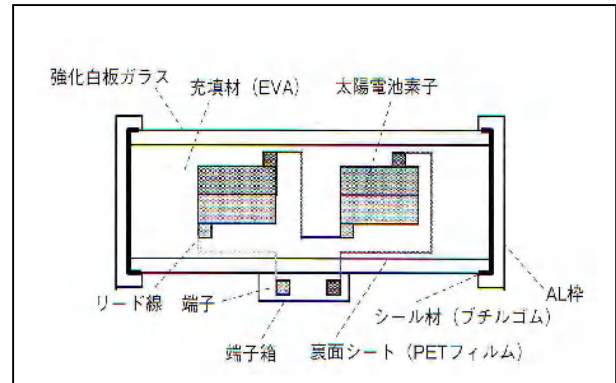 強化白板ガラス
充填材（EVA）
太陽電池素子
リード線
端子
AL枠
シール材（ブチルゴム）
端子箱
裏面シート（PETフィルム）